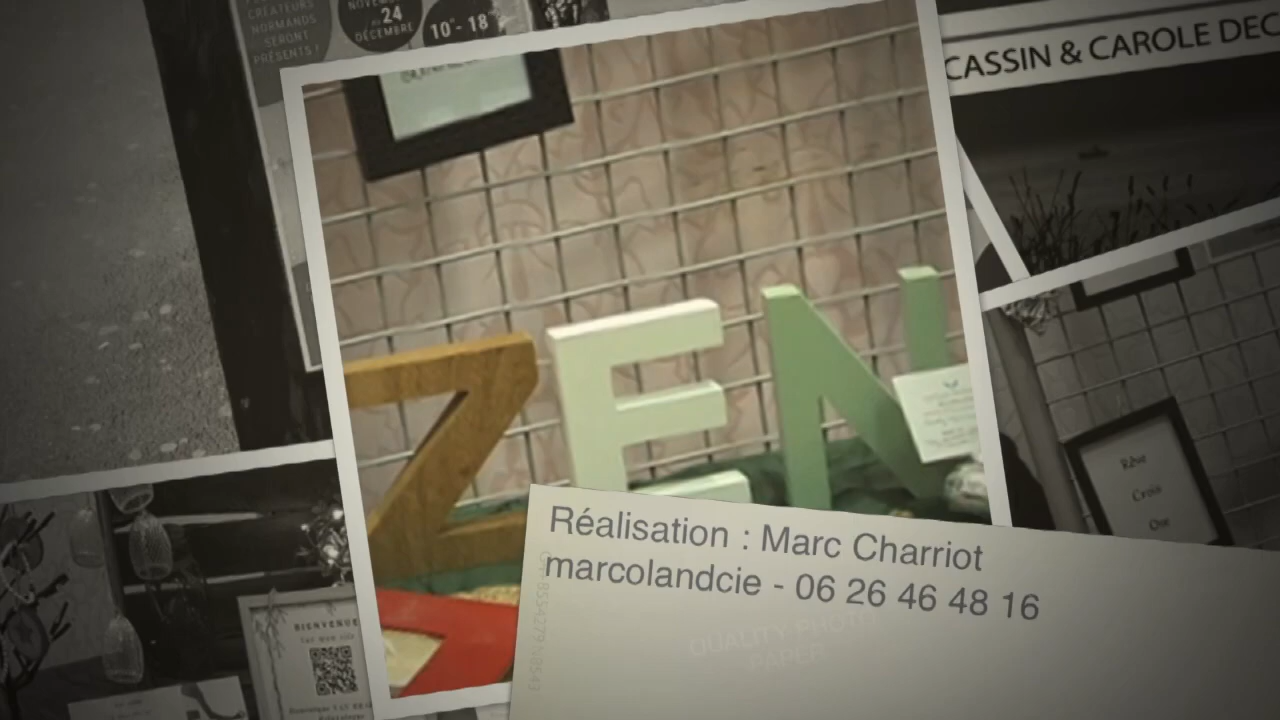 CRÉATEURS
NORMANDS
SERONT
PRÉSENTS !
24
DÉCEMBRE
10H - 18H
CASSIN & CAROLE DEC
ZEN
Rêve
Crois
Ose
BIENVENUE
Réalisation : Marc Charriot
marcolandcie - 06 26 46 48 16
QUALITY PHOTO
PAPER